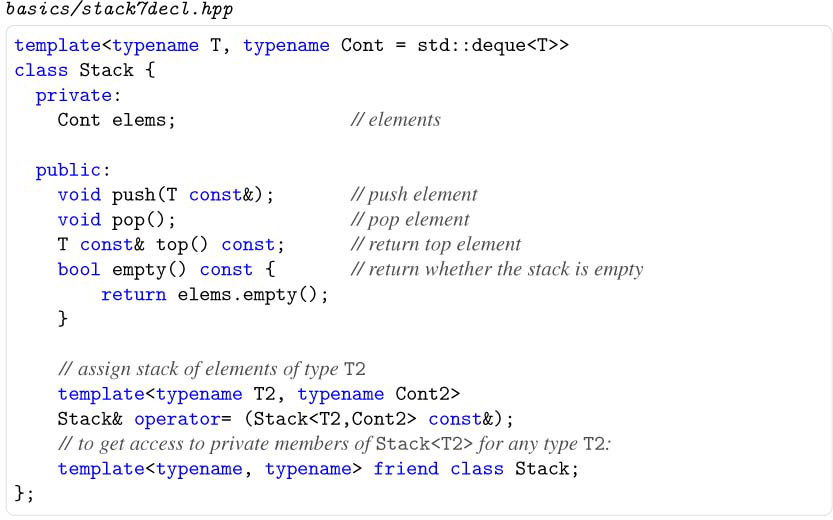 basics/stack7decl.hpp
template<typename T, typename Cont = std::deque<T>>
class Stack {
  private:
    Cont elems;                // elements

  public:
    void push(T const&);       // push element
    void pop();                // pop element
    T const& top() const;      // return top element
    bool empty() const {       // return whether the stack is empty
        return elems.empty();
    }

    // assign stack of elements of type T2
    template<typename T2, typename Cont2>
    Stack& operator= (Stack<T2,Cont2> const&);
    // to get access to private members of Stack<T2> for any type T2:
    template<typename, typename> friend class Stack;
};